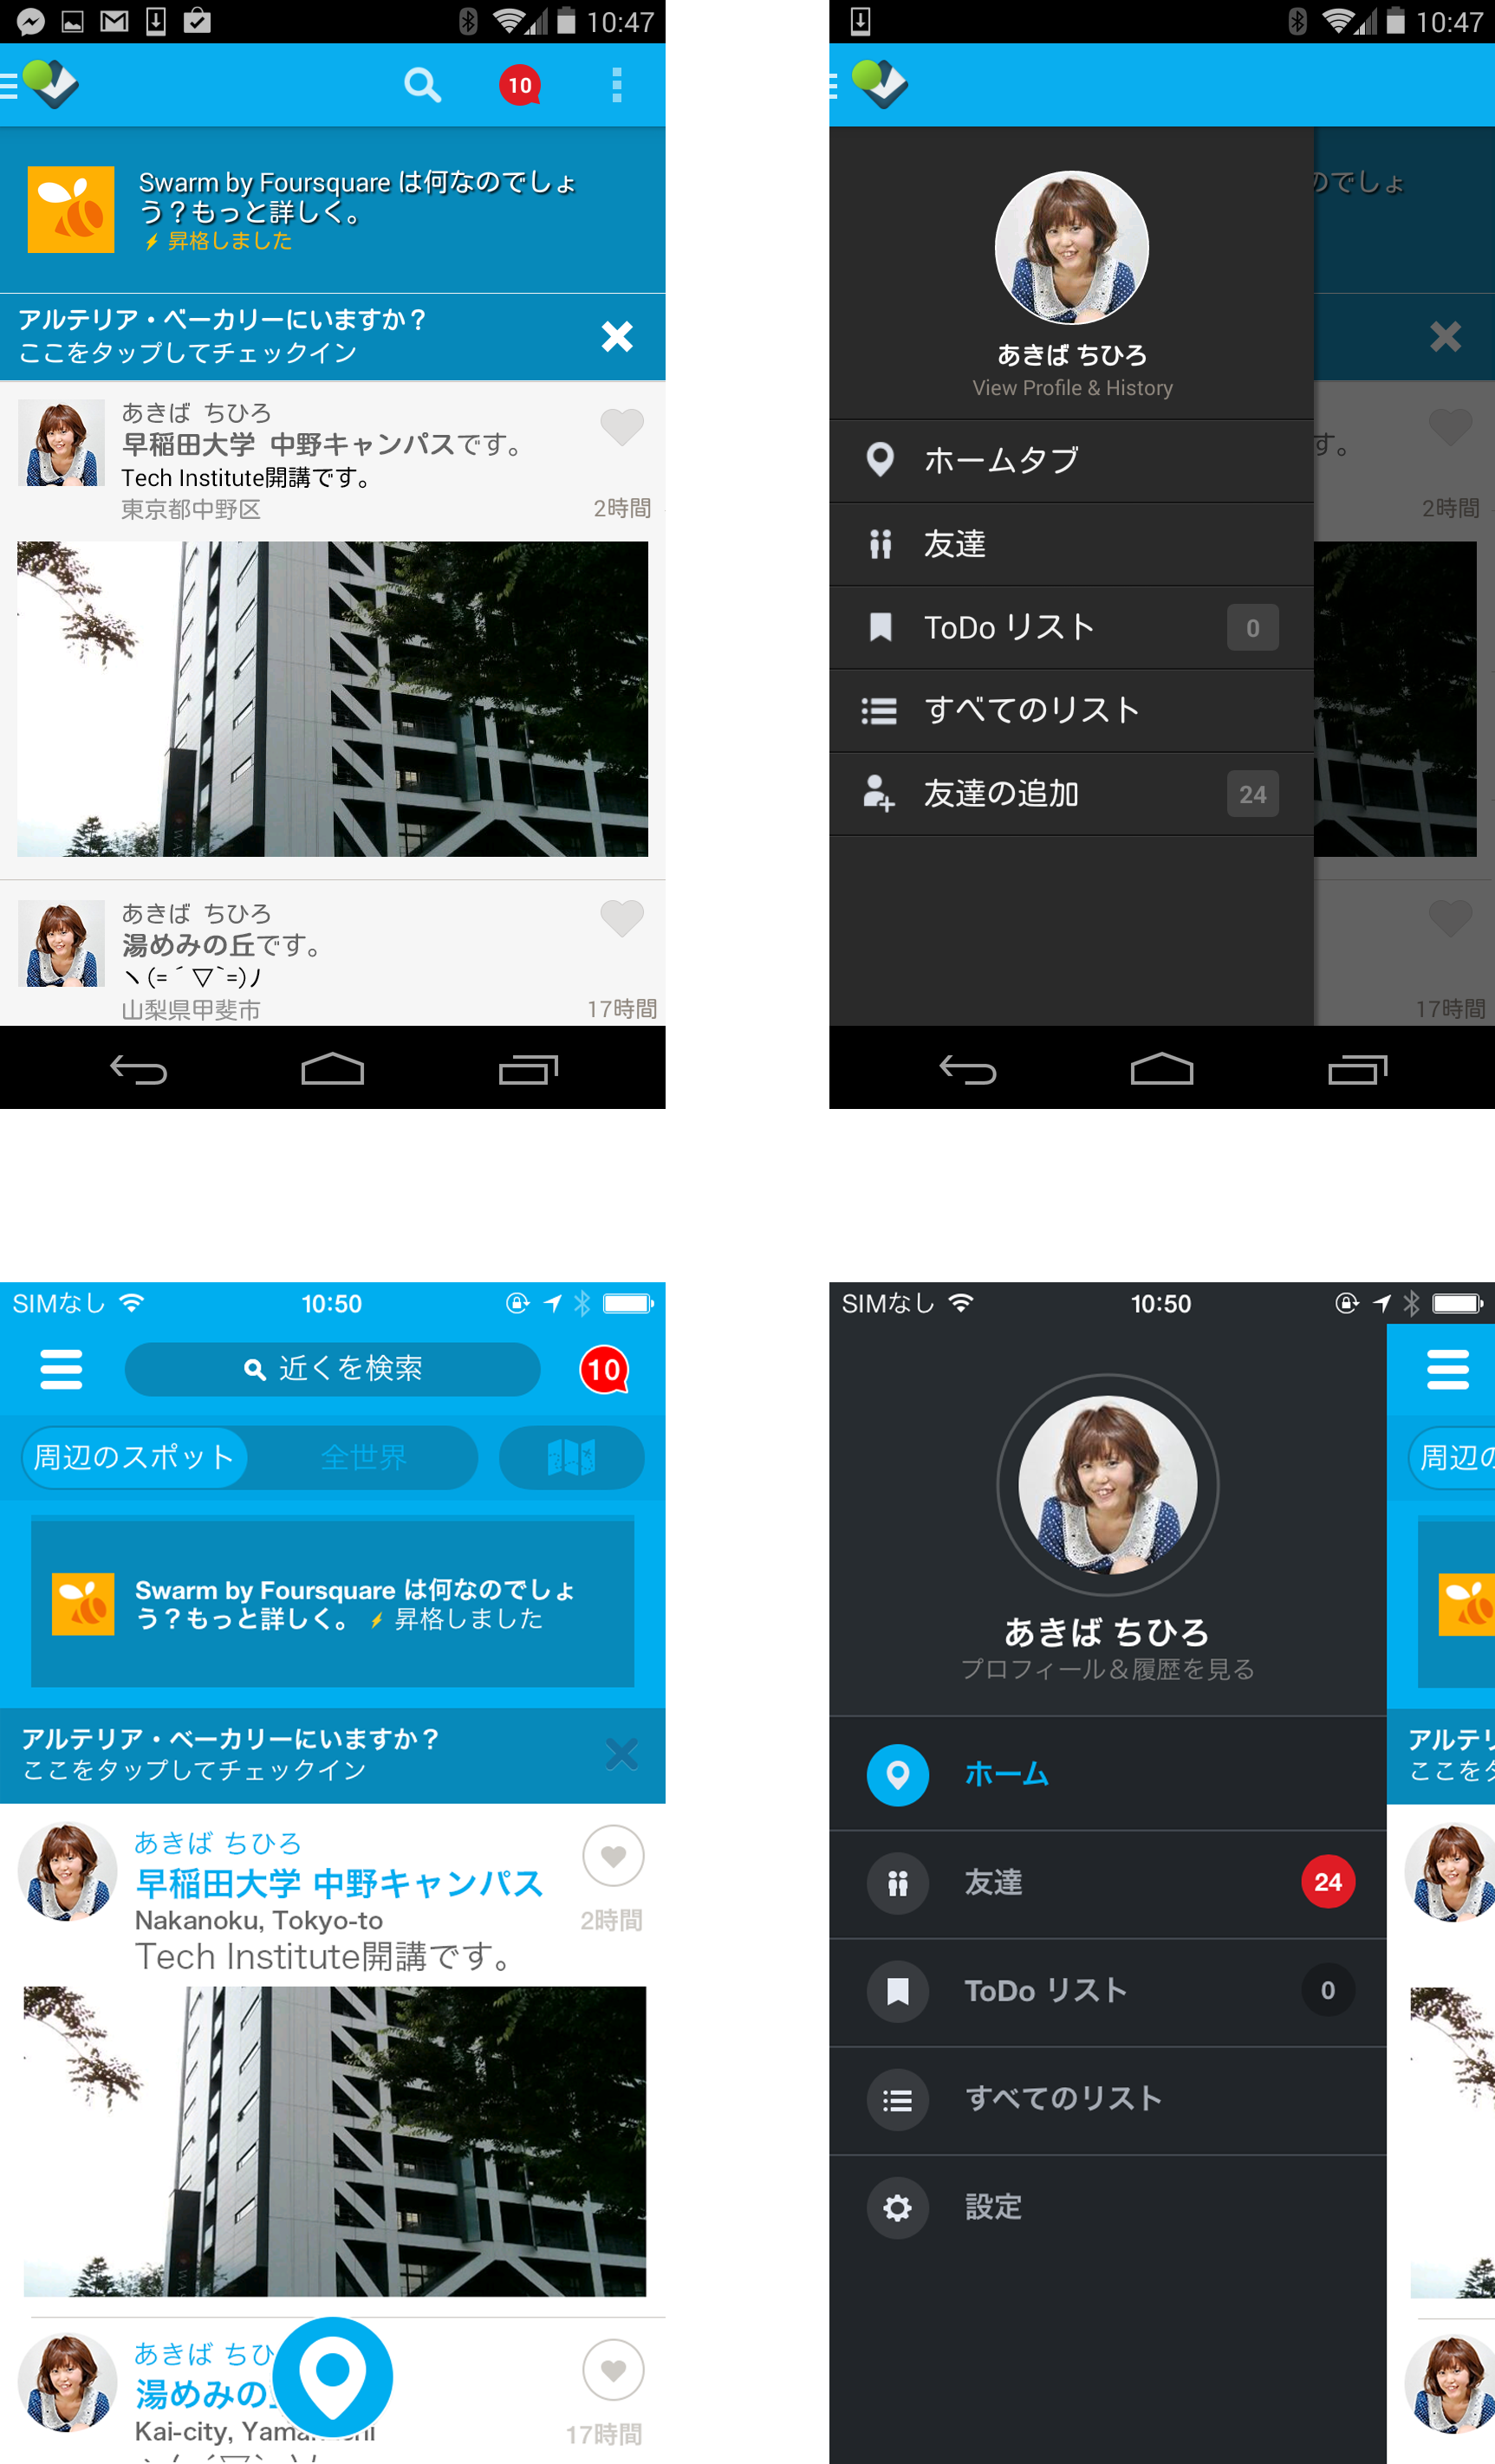 10:47
10
Swarm by Foursquare は何なのでしょ
う？もっと詳しく。
昇格しました
アルテリア・ベーカリーにいますか？
ここをタップしてチェックイン
あきば ちひろ
早稲田大学 中野キャンパスです。
Tech Institute開講です。
東京都中野区
2時間
あきば ちひろ
湯めみの丘です。
ヽ(=´▽`=)ﾉ
山梨県甲斐市
17時間
10:47
のでしょ
あきば ちひろ
View Profile & History
ホームタブ
す。
2時間
友達
ToDo リスト
0
すべてのリスト
友達の追加
24
17時間
SIMなし
10:50
近くを検索
10
周辺のスポット
全世界
Swarm by Foursquare は何なのでしょ
う？もっと詳しく。 昇格しました
アルテリア・ベーカリーにいますか？
ここをタップしてチェックイン
あきば ちひろ
早稲田大学 中野キャンパス
Nakanoku, Tokyo-to
2時間
Tech Institute開講です。
あきば ちひ
湯めみの
Kai-city, Yama
17時間
SIMなし
10:50
周辺の
あきば ちひろ
プロフィール＆履歴を見る
アルテリ
ここをタ
ホーム
友達
24
ToDo リスト
0
すべてのリスト
設定